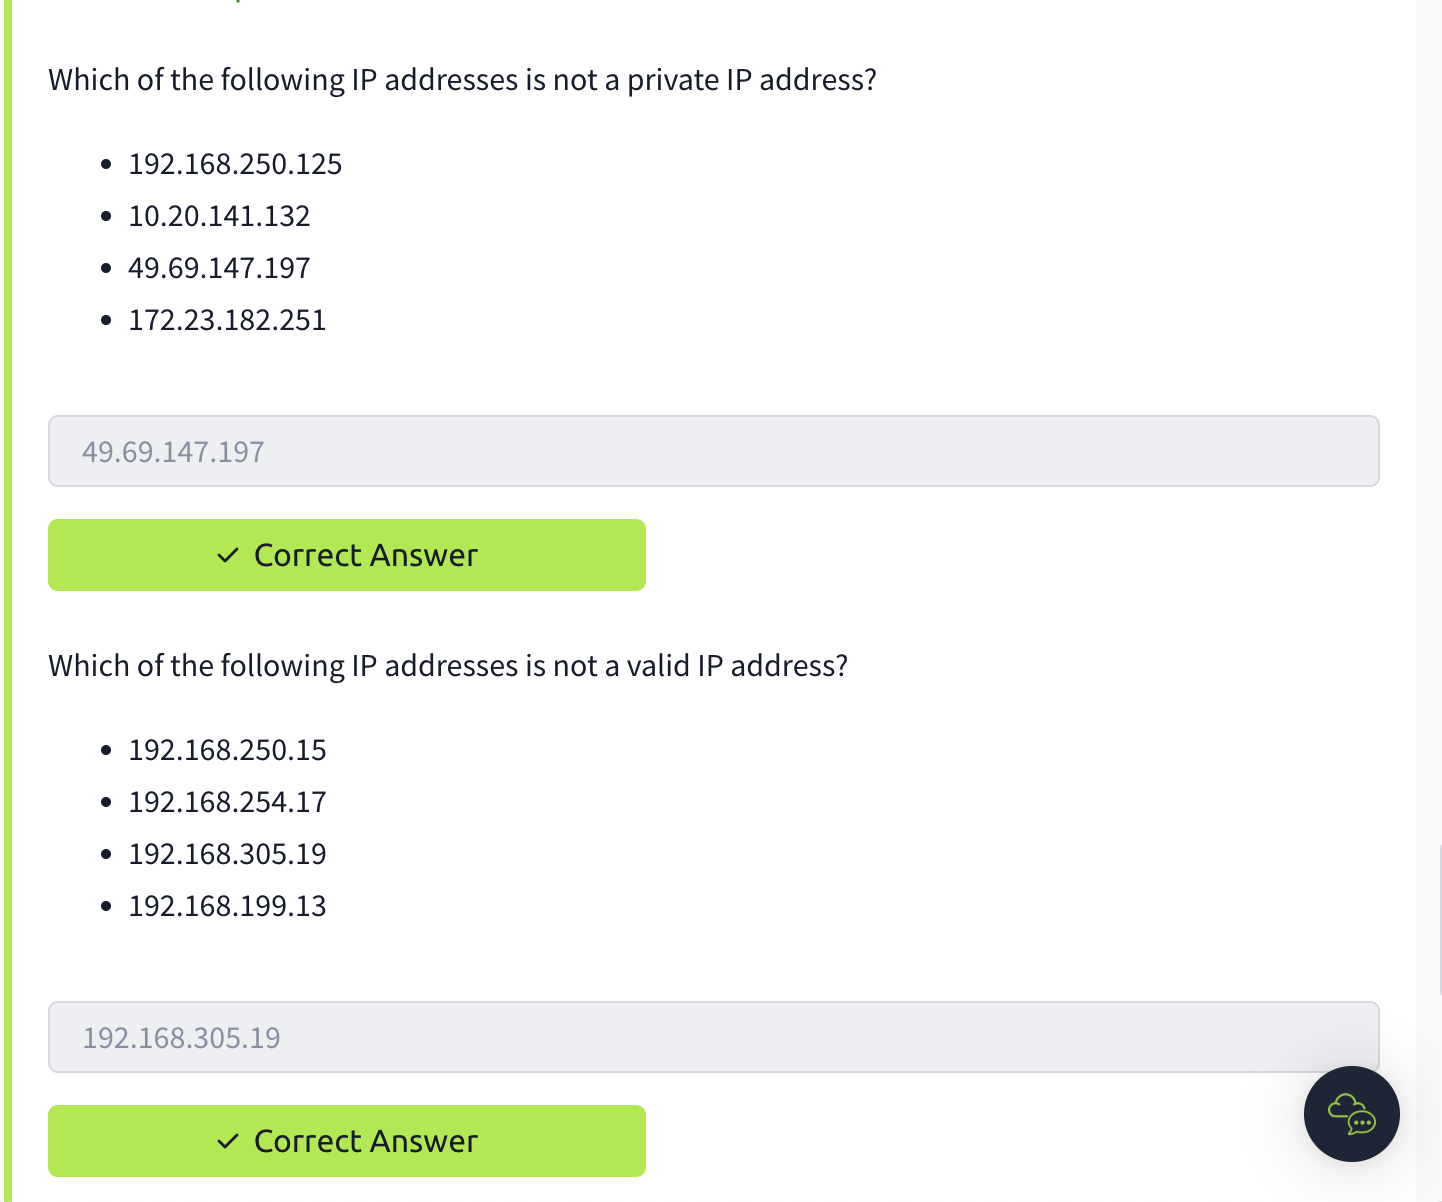 Which of the following IP addresses is not a private IP address?
192.168.250.125
10.20.141.132
49.69.147.197
172.23.182.251
49.69.147.197
Correct Answer
Which of the following IP addresses is not a valid IP address?
192.168.250.15
192.168.254.17
192.168.305.19
192.168.199.13
192.168.305.19
Correct Answer